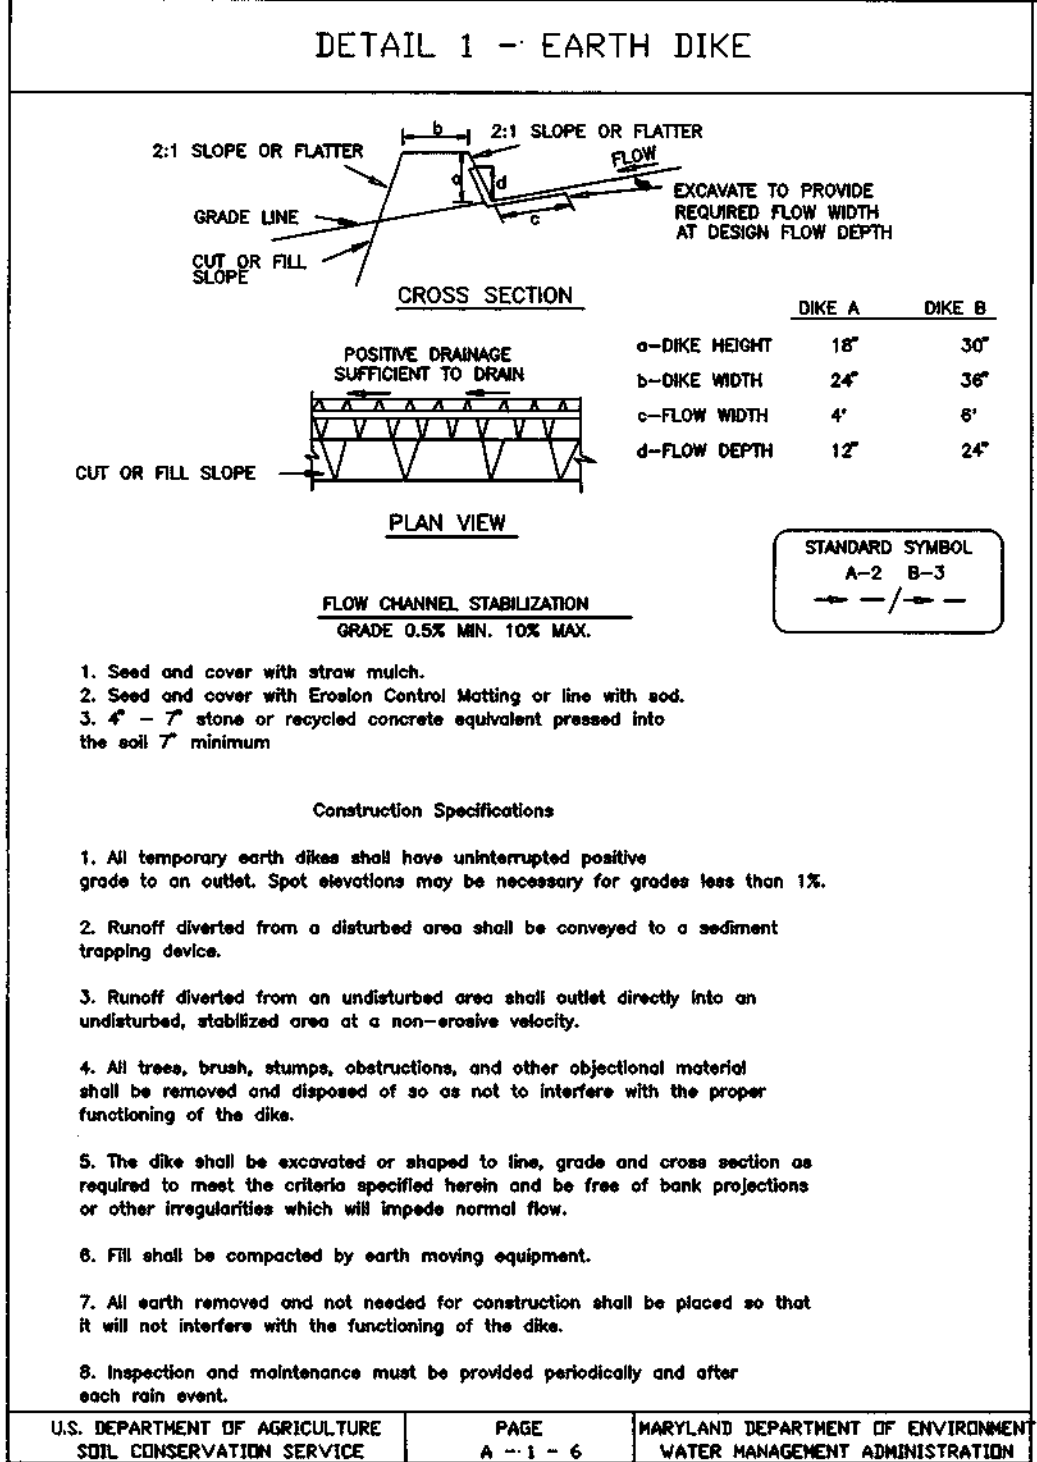 DETAIL 1 - EARTH DIKE
b
2:1 SLOPE OR FLATTER
2:1 SLOPE OR FLATTER
FLOW
a
d
EXCAVATE TO PROVIDE
REQUIRED FLOW WIDTH
AT DESIGN FLOW DEPTH
GRADE LINE
c
CUT OR FILL
SLOPE
CROSS SECTION
DIKE A DIKE B
a-DIKE HEIGHT 18" 30"
b-DIKE WIDTH 24" 36"
c-FLOW WIDTH 4' 6'
d-FLOW DEPTH 12" 24"
POSITIVE DRAINAGE
SUFFICIENT TO DRAIN
CUT OR FILL SLOPE
PLAN VIEW
STANDARD SYMBOL
A-2 B-3
FLOW CHANNEL STABILIZATION
GRADE 0.5% MIN. 10% MAX.
1. Seed and cover with straw mulch.
2. Seed and cover with Erosion Control Matting or line with sod.
3. 4" - 7" stone or recycled concrete equivalent pressed into
the soil 7" minimum
Construction Specifications
1. All temporary earth dikes shall have uninterrupted positive
grade to an outlet. Spot elevations may be necessary for grades less than 1%.
2. Runoff diverted from a disturbed area shall be conveyed to a sediment
trapping device.
3. Runoff diverted from an undisturbed area shall outlet directly into an
undisturbed, stabilized area at a non-erosive velocity.
4. All trees, brush, stumps, obstructions, and other objectional material
shall be removed and disposed of so as not to interfere with the proper
functioning of the dike.
5. The dike shall be excavated or shaped to line, grade and cross section as
required to meet the criteria specified herein and be free of bank projections
or other irregularities which will impede normal flow.
6. Fill shall be compacted by earth moving equipment.
7. All earth removed and not needed for construction shall be placed so that
it will not interfere with the functioning of the dike.
8. Inspection and maintenance must be provided periodically and after
each rain event.
U.S. DEPARTMENT OF AGRICULTURE
SOIL CONSERVATION SERVICE
PAGE
A - 1 - 6
MARYLAND DEPARTMENT OF ENVIRONMENT
WATER MANAGEMENT ADMINISTRATION